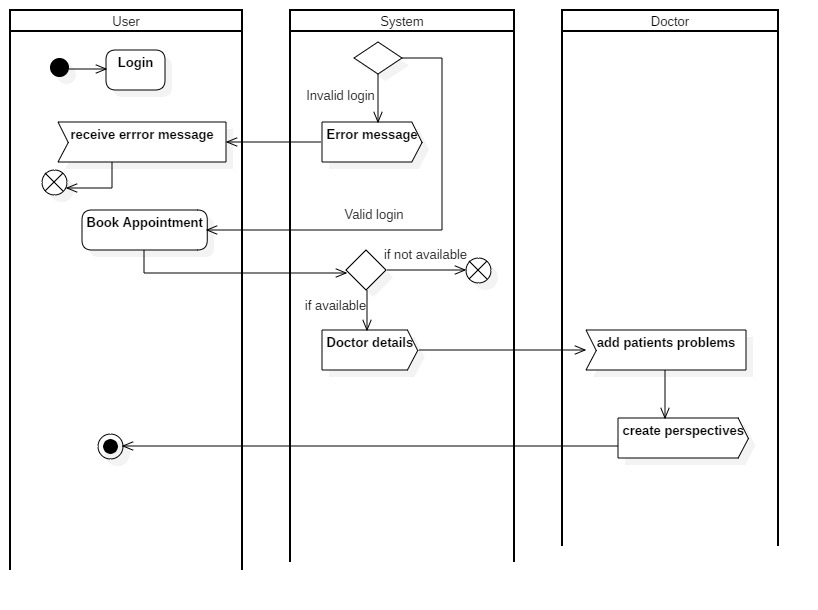 User
System
Doctor
Login
Invalid login
receive errror message
Error message
Valid login
Book Appointment
if not available
if available
Doctor details
add patients problems
create perspectives